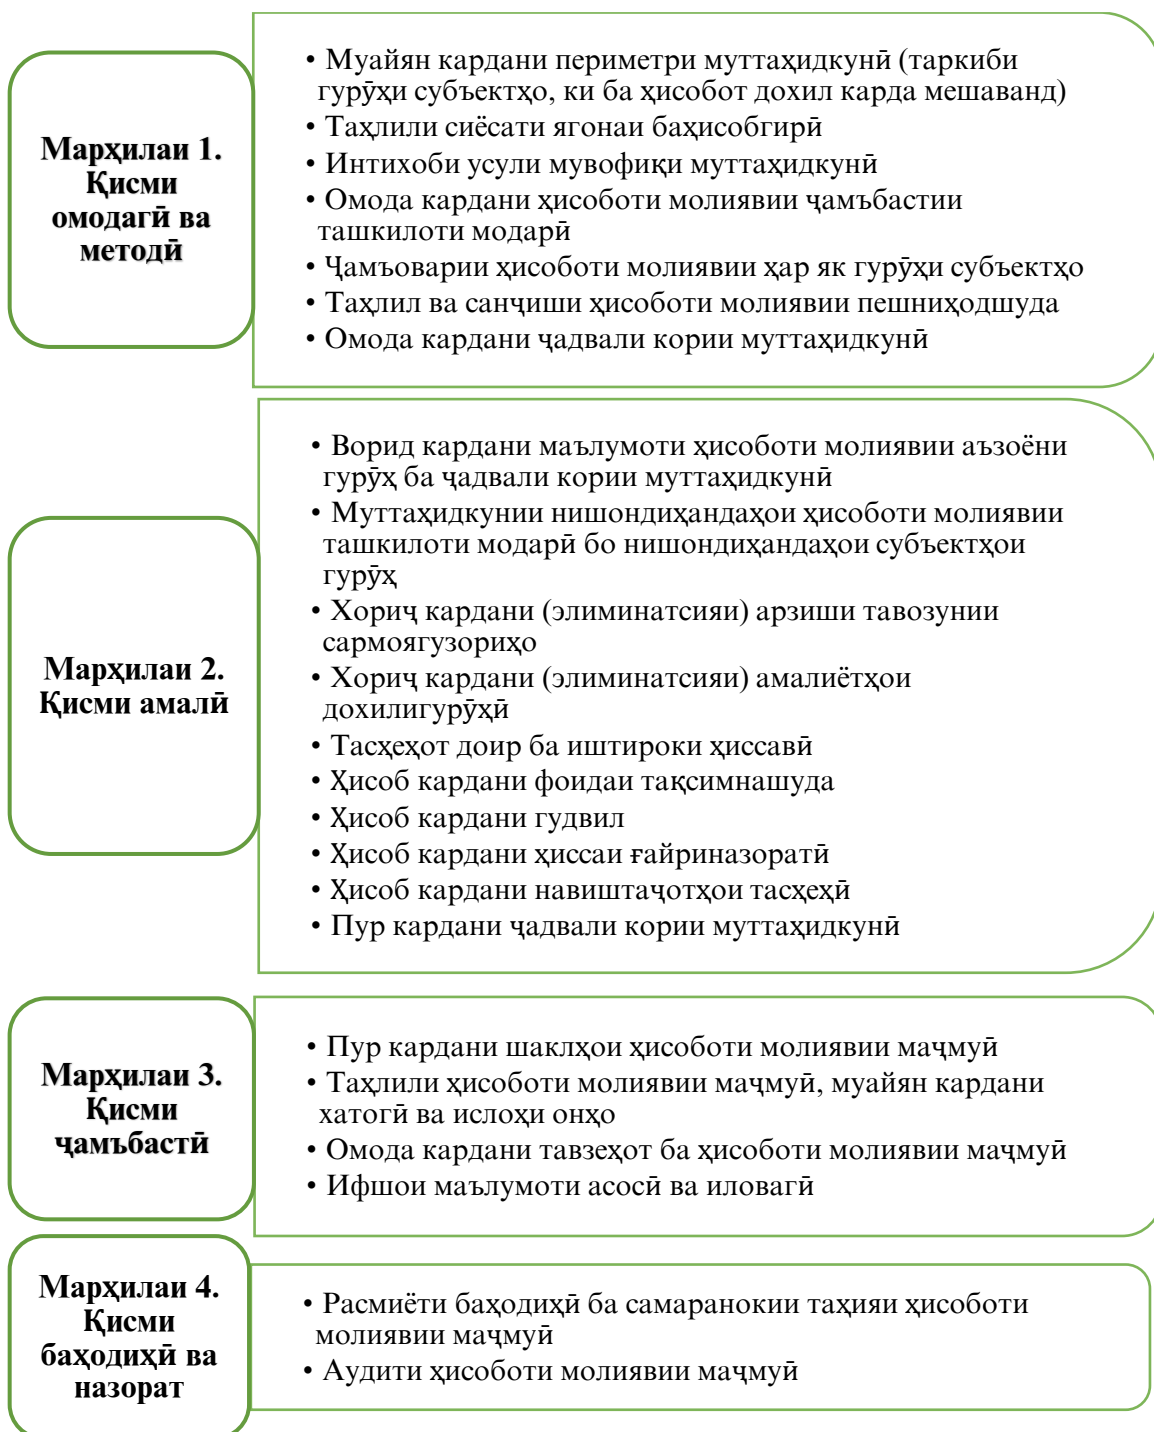 Марҳилаи 1.
Қисми
омодагӣ ва
методӣ
• Муайян кардани периметри муттаҳидкунӣ (таркиби
гурӯҳи субъектҳо, ки ба ҳисобот дохил карда мешаванд)
• Таҳлили сиёсати ягонаи баҳисобгирӣ
• Интихоби усули мувофиқи муттаҳидкунӣ
• Омода кардани ҳисоботи молиявии ҷамъбастии
ташкилоти модарӣ
• Ҷамъоварии ҳисоботи молиявии ҳар як гурӯҳи субъектҳо
• Таҳлил ва санҷиши ҳисоботи молиявии пешниҳодшуда
• Омода кардани ҷадвали кории муттаҳидкунӣ
Марҳилаи 2.
Қисми амалӣ
• Ворид кардани маълумоти ҳисоботи молиявии аъзоёни
гурӯҳ ба ҷадвали кории муттаҳидкунӣ
• Муттаҳидкунии нишондиҳандаҳои ҳисоботи молиявии
ташкилоти модарӣ бо нишондиҳандаҳои субъектҳои
гурӯҳ
• Хориҷ кардани (элиминатсияи) арзиши тавозунии
сармоягузориҳо
• Хориҷ кардани (элиминатсияи) амалиётҳои
дохилигурӯҳӣ
• Тасҳеҳот доир ба иштироки ҳиссавӣ
• Ҳисоб кардани фоидаи тақсимнашуда
• Ҳисоб кардани гудвил
• Ҳисоб кардани ҳиссаи ғайриназоратӣ
• Ҳисоб кардани навиштаҷотҳои тасҳеҳӣ
• Пур кардани ҷадвали кории муттаҳидкунӣ
Марҳилаи 3.
Қисми
ҷамъбастӣ
• Пур кардани шаклҳои ҳисоботи молиявии маҷмуӣ
• Таҳлили ҳисоботи молиявии маҷмуӣ, муайян кардани
хатогӣ ва ислоҳи онҳо
• Омода кардани тавзеҳот ба ҳисоботи молиявии маҷмуӣ
• Ифшои маълумоти асосӣ ва иловагӣ
Марҳилаи 4.
Қисми
баҳодиҳӣ ва
назорат
• Расмиёти баҳодиҳӣ ба самаранокии таҳияи ҳисоботи
молиявии маҷмуӣ
• Аудити ҳисоботи молиявии маҷмуӣ